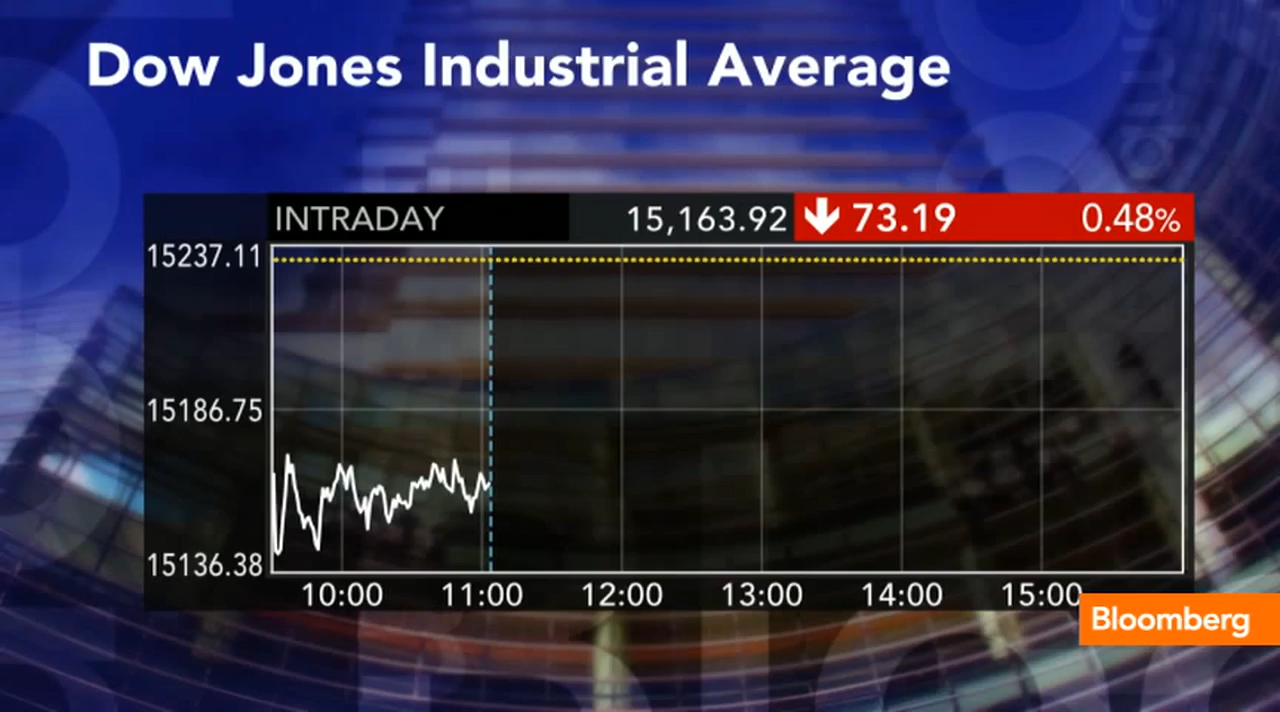 Dow Jones Industrial Average
INTRADAY 15,163.92 73.19 0.48%
15237.11
15186.75
15136.38
10:00 11:00 12:00 13:00 14:00 15:00
Bloomberg